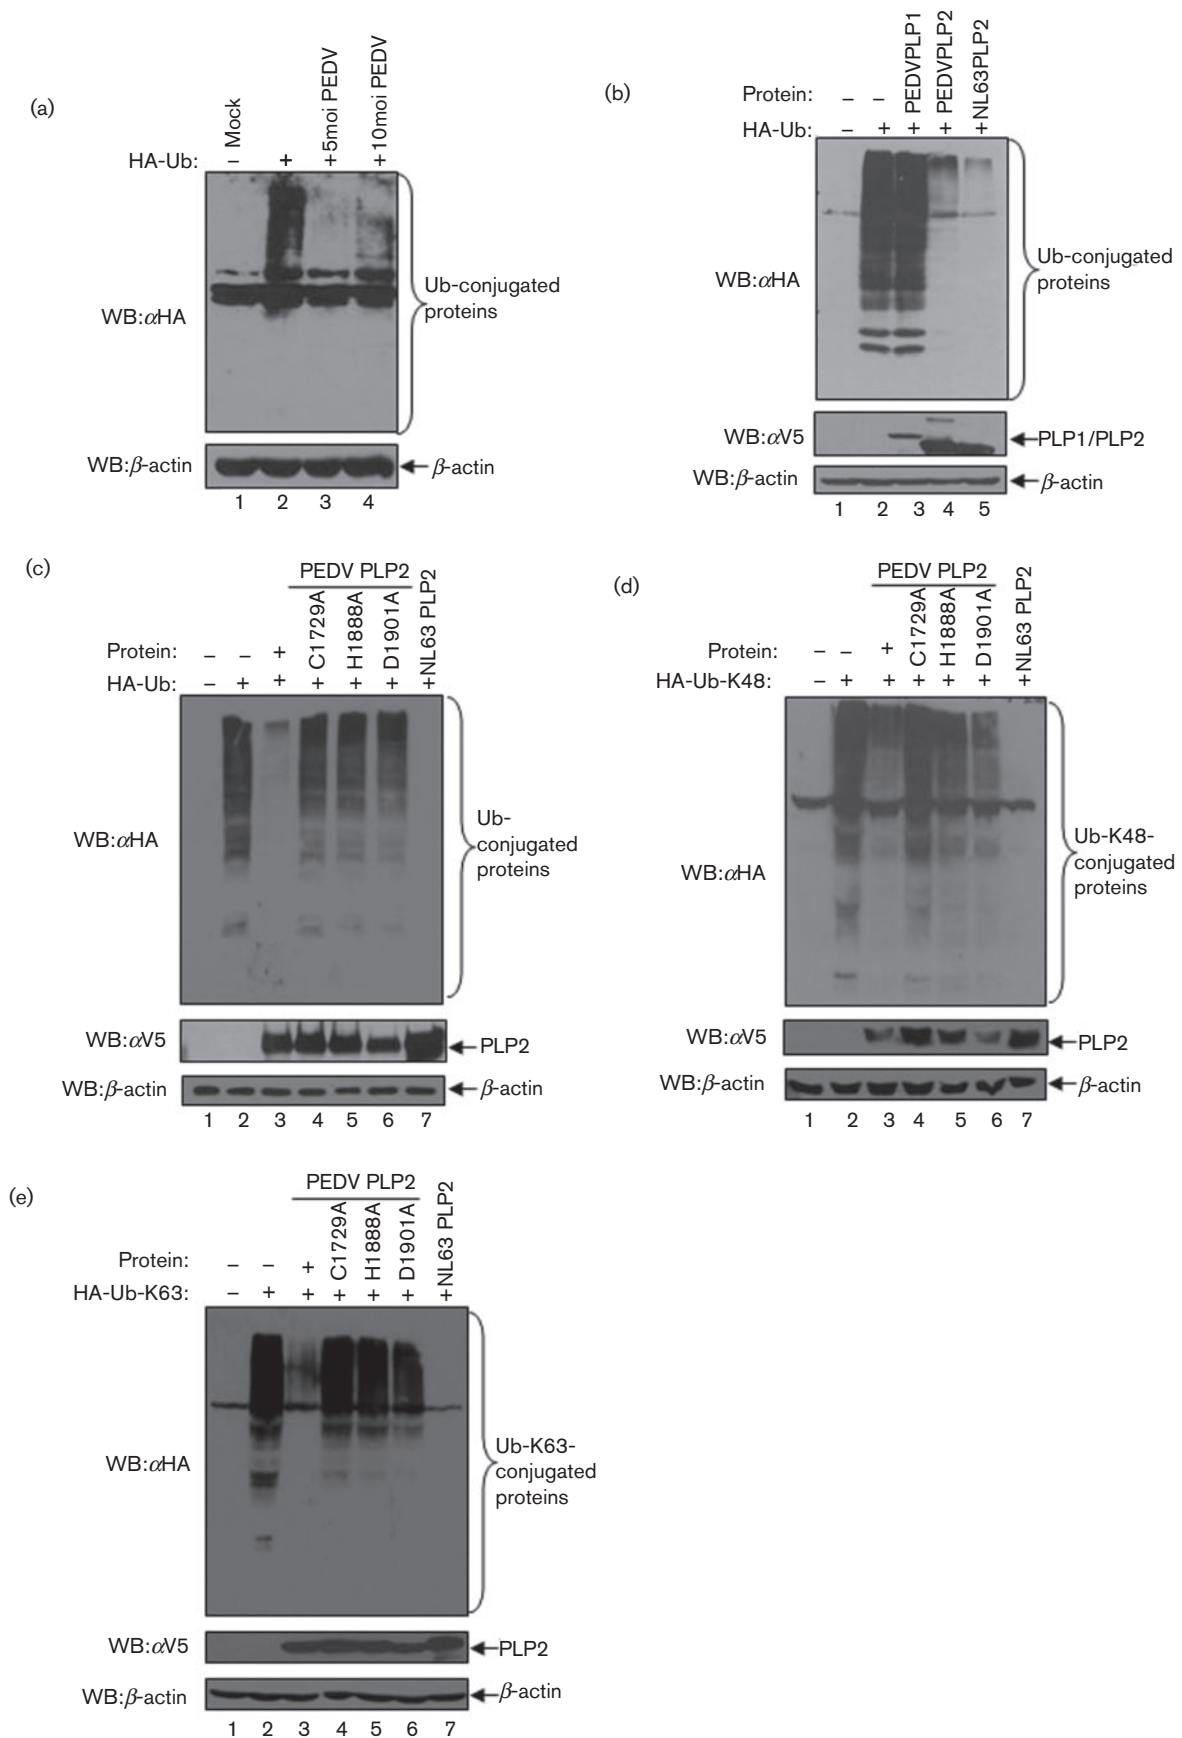 (a)
Mock
5moi PEDV
10moi PEDV
HA-Ub: – + + +
WB:αHA
Ub-conjugated
proteins
WB:β-actin
β-actin
1 2 3 4
(b)
PEDVPLP1
PEDVPLP2
NL63PLP2
Protein: – –
HA-Ub: – + + + +
WB:αHA
Ub-conjugated
proteins
WB:αV5
PLP1/PLP2
WB:β-actin
β-actin
1 2 3 4 5
(c)
PEDV PLP2
C1729A
H1888A
D1901A
NL63 PLP2
Protein: – – +
HA-Ub: – + + + + + +
WB:αHA
Ub-
conjugated
proteins
WB:αV5
PLP2
WB:β-actin
β-actin
1 2 3 4 5 6 7
(d)
PEDV PLP2
C1729A
H1888A
D1901A
NL63 PLP2
Protein: – – +
HA-Ub-K48: – + + + + + +
WB:αHA
Ub-K48-
conjugated
proteins
WB:αV5
PLP2
WB:β-actin
β-actin
1 2 3 4 5 6 7
(e)
PEDV PLP2
C1729A
H1888A
D1901A
NL63 PLP2
Protein: – – +
HA-Ub-K63: – + + + + + +
WB:αHA
Ub-K63-
conjugated
proteins
WB:αV5
PLP2
WB:β-actin
β-actin
1 2 3 4 5 6 7